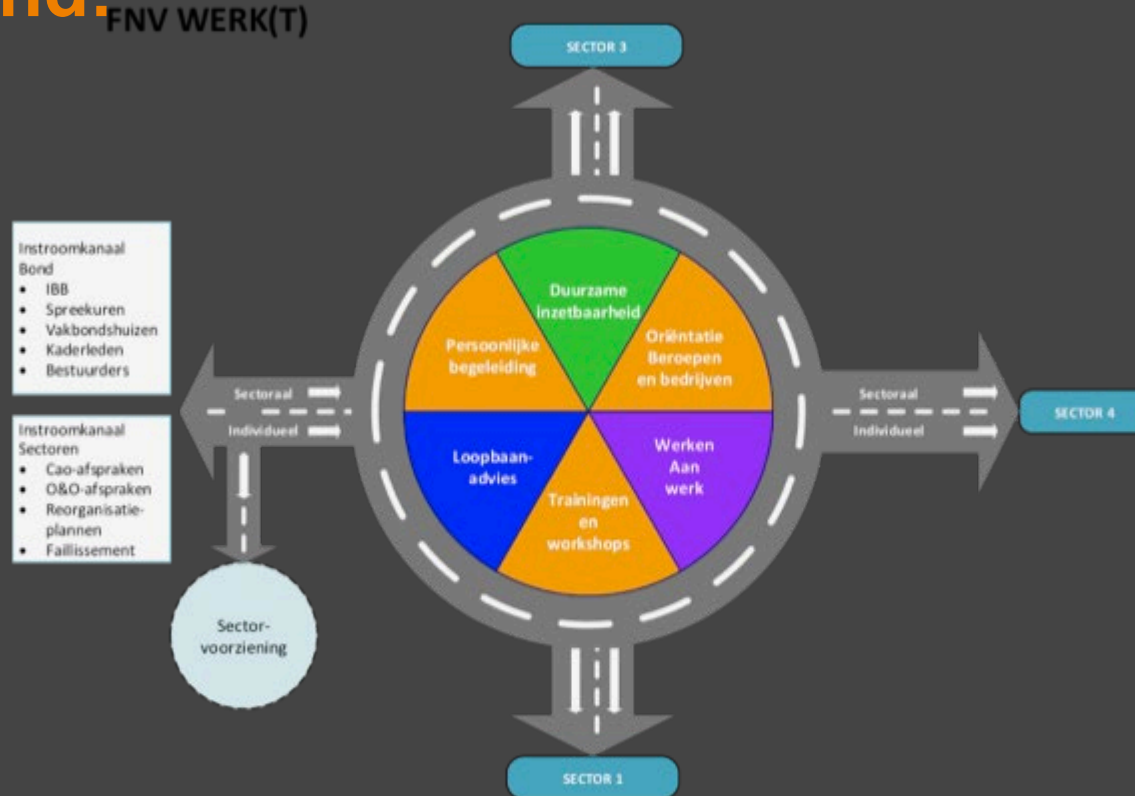 nd.
FNV WERK(T)
SECTOR 3
Instroomkanaal
Bond
• IBB
• Spreekuren
• Vakbondshuizen
• Kaderleden
• Bestuurders
Instroomkanaal
Sectoren
• Cao-afspraken
• O&O-afspraken
• Reorganisatie-
plannen
• Faillissement
Sectoraal
Individueel
Sector-
voorziening
Duurzame
inzetbaarheid
Persoonlijke
begeleiding
Oriëntatie
Beroepen
en bedrijven
Loopbaan-
advies
Werken
Aan
werk
Trainingen
en
workshops
Sectoraal
Individueel
SECTOR 4
SECTOR 1